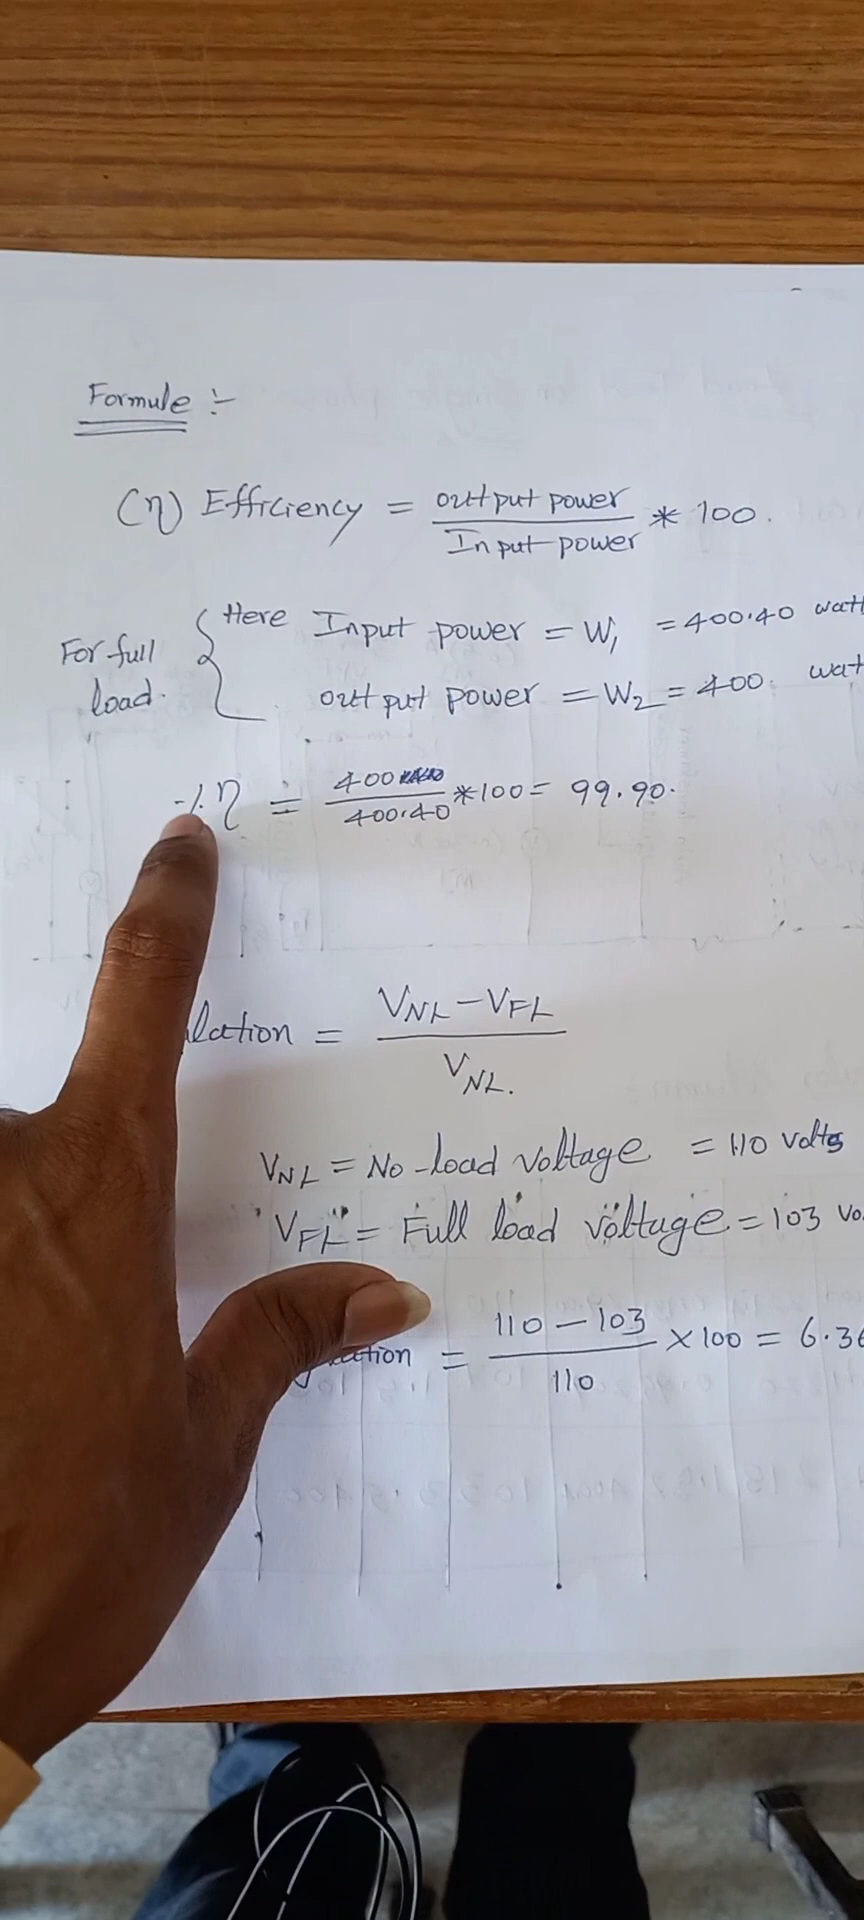 Formule :-
(η) Efficiency = output power / Input power * 100.
For full load. { Here Input power = W₁ = 400.40 watt
output power = W₂ = 400. wat
% η = 400 / 400.40 * 100 = 99.90.
lation = VNL - VFL / VNL.
VNL = No-load voltage = 110 volts
VFL = Full load voltage = 103 vo
ation = 110 - 103 / 110 × 100 = 6.36